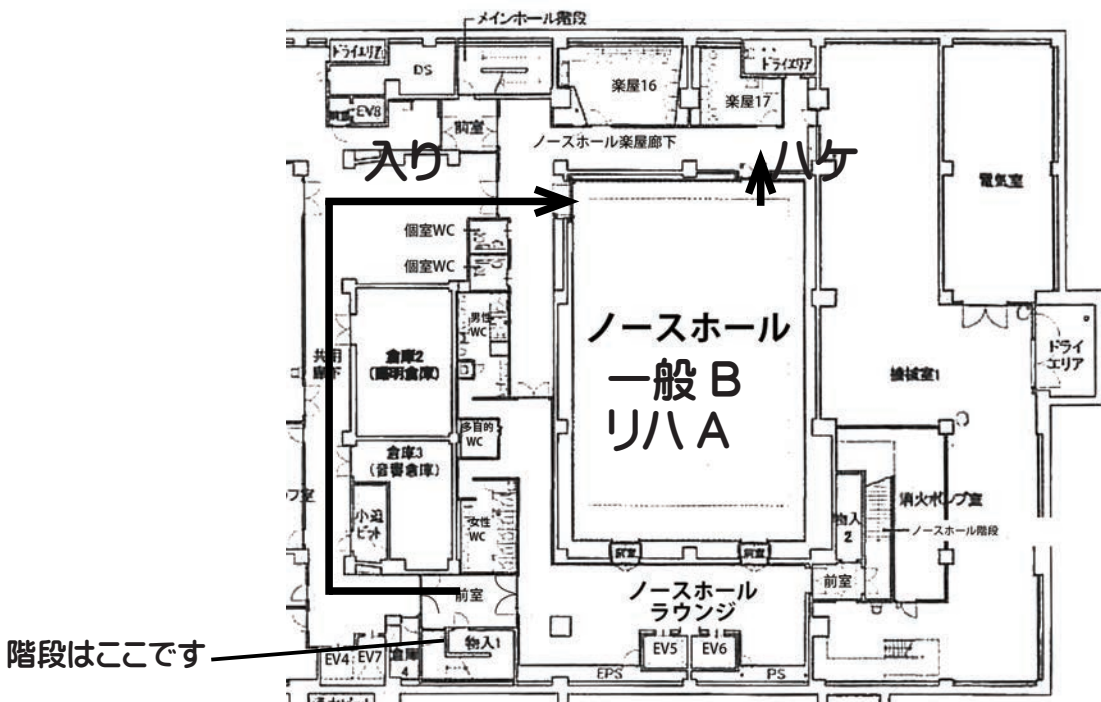 メインホール階段
ドライエリア
DS
EV8
前室
楽屋16
楽屋17
ドライエリア
ノースホール楽屋廊下
入り
ハケ
電気室
個室WC
個室WC
男性
WC
ノースホール
一般 B
リハ A
共用
廊下
倉庫2
(照明倉庫)
機械室1
ドライ
エリア
多目的
WC
倉庫3
(音響倉庫)
小迫
ピット
女性
WC
物入
2
消火ポンプ室
ノースホール階段
前室
前室
前室
前室
ノースホール
ラウンジ
階段はここです
物入1
EV4
EV7
倉庫
4
EV5
EV6
EPS
PS